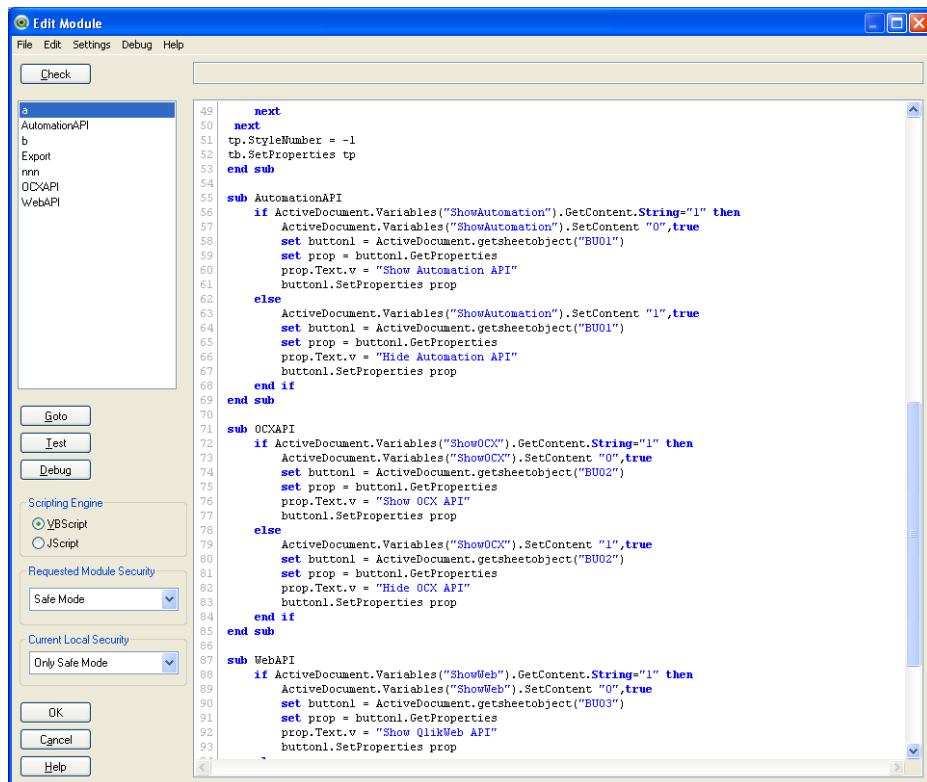 Edit Module
File Edit Settings Debug Help
Check
a
AutomationAPI
b
Export
nnn
OCXAPI
WebAPI
Goto
Test
Debug
Scripting Engine
VBScript
JScript
Requested Module Security
Safe Mode
Current Local Security
Only Safe Mode
OK
Cancel
Help
49 next
50 next
51 tp.StyleNumber = -1
52 tb.SetProperties tp
53 end sub
54
55 sub AutomationAPI
56 if ActiveDocument.Variables("ShowAutomation").GetContent.String="1" then
57 ActiveDocument.Variables("ShowAutomation").SetContent "0",true
58 set button1 = ActiveDocument.getsheetobject("BU01")
59 set prop = button1.GetProperties
60 prop.Text.v = "Show Automation API"
61 button1.SetProperties prop
62 else
63 ActiveDocument.Variables("ShowAutomation").SetContent "1",true
64 set button1 = ActiveDocument.getsheetobject("BU01")
65 set prop = button1.GetProperties
66 prop.Text.v = "Hide Automation API"
67 button1.SetProperties prop
68 end if
69 end sub
70
71 sub OCXAPI
72 if ActiveDocument.Variables("ShowOCX").GetContent.String="1" then
73 ActiveDocument.Variables("ShowOCX").SetContent "0",true
74 set button1 = ActiveDocument.getsheetobject("BU02")
75 set prop = button1.GetProperties
76 prop.Text.v = "Show OCX API"
77 button1.SetProperties prop
78 else
79 ActiveDocument.Variables("ShowOCX").SetContent "1",true
80 set button1 = ActiveDocument.getsheetobject("BU02")
81 set prop = button1.GetProperties
82 prop.Text.v = "Hide OCX API"
83 button1.SetProperties prop
84 end if
85 end sub
86
87 sub WebAPI
88 if ActiveDocument.Variables("ShowWeb").GetContent.String="1" then
89 ActiveDocument.Variables("ShowWeb").SetContent "0",true
90 set button1 = ActiveDocument.getsheetobject("BU03")
91 set prop = button1.GetProperties
92 prop.Text.v = "Show QlikWeb API"
93 button1.SetProperties prop